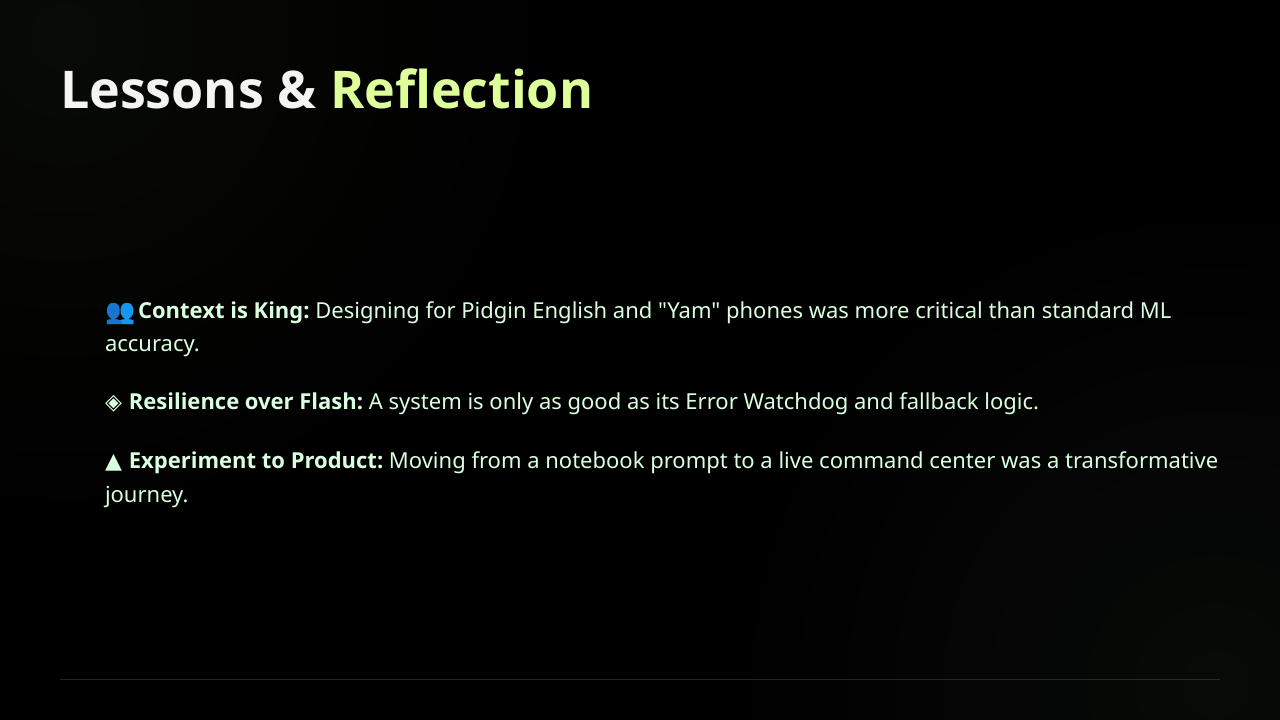 Lessons & Reflection
👥 Context is King: Designing for Pidgin English and "Yam" phones was more critical than standard ML
accuracy.
◈ Resilience over Flash: A system is only as good as its Error Watchdog and fallback logic.
▲ Experiment to Product: Moving from a notebook prompt to a live command center was a transformative
journey.